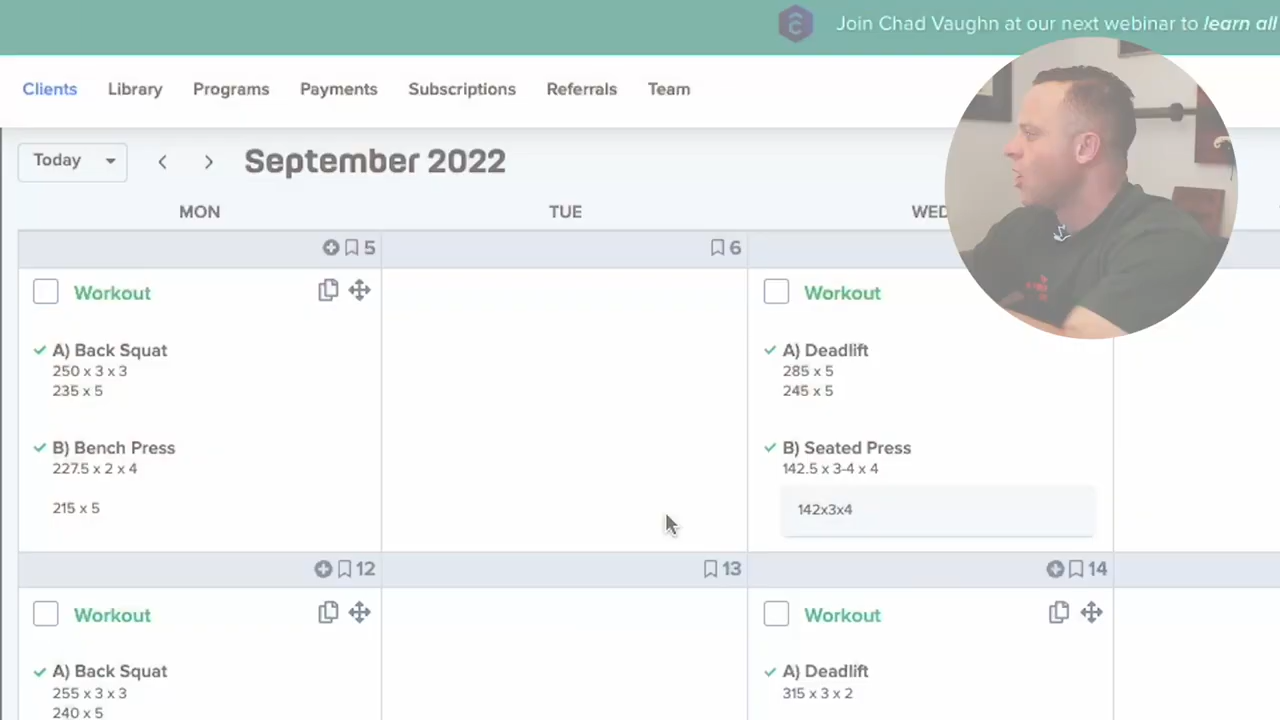 Join Chad Vaughn at our next webinar to learn all
Clients Library Programs Payments Subscriptions Referrals Team
Today September 2022
MON TUE WED
5 6
Workout Workout
A) Back Squat A) Deadlift
250 x 3 x 3 285 x 5
235 x 5 245 x 5
B) Bench Press B) Seated Press
227.5 x 2 x 4 142.5 x 3-4 x 4
215 x 5 142x3x4
12 13 14
Workout Workout
A) Back Squat A) Deadlift
255 x 3 x 3 315 x 3 x 2
240 x 5